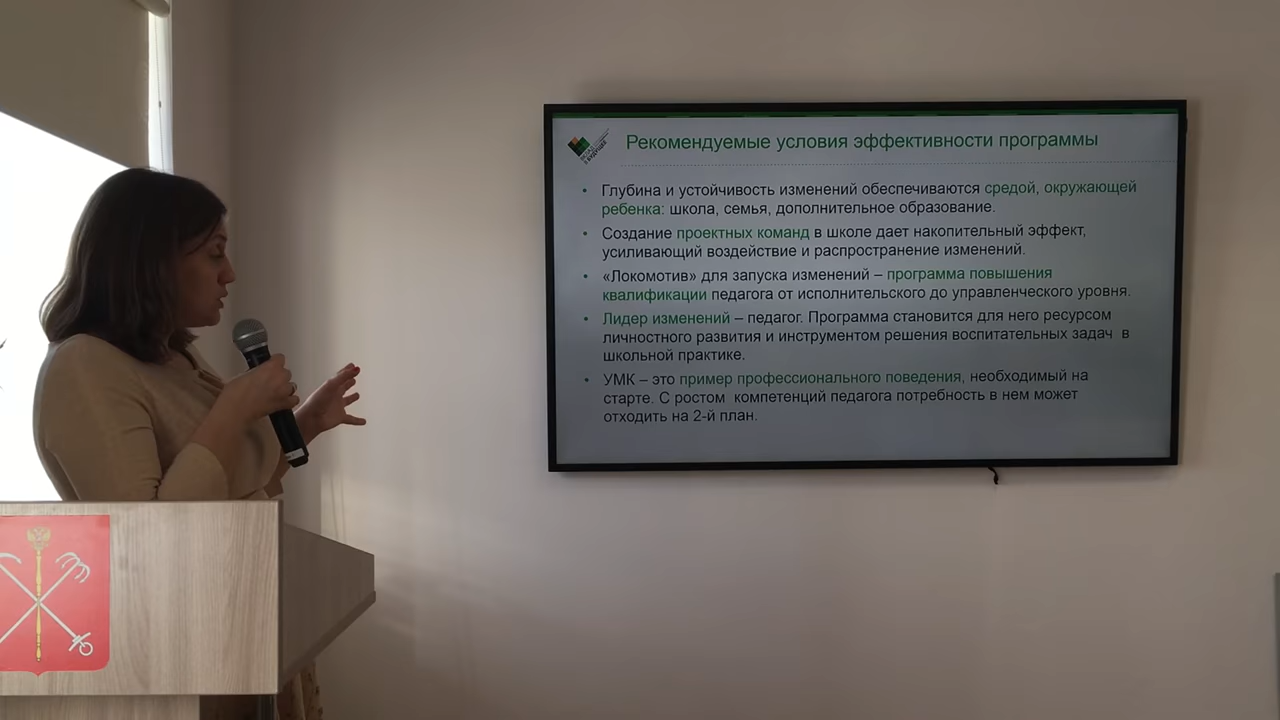 Рекомендуемые условия эффективности программы
• Глубина и устойчивость изменений обеспечиваются средой, окружающей
ребенка: школа, семья, дополнительное образование.
• Создание проектных команд в школе дает накопительный эффект,
усиливающий воздействие и распространение изменений.
• «Локомотив» для запуска изменений – программа повышения
квалификации педагога от исполнительского до управленческого уровня.
• Лидер изменений – педагог. Программа становится для него ресурсом
личностного развития и инструментом решения воспитательных задач в
школьной практике.
• УМК – это пример профессионального поведения, необходимый на
старте. С ростом компетенций педагога потребность в нем может
отходить на 2-й план.